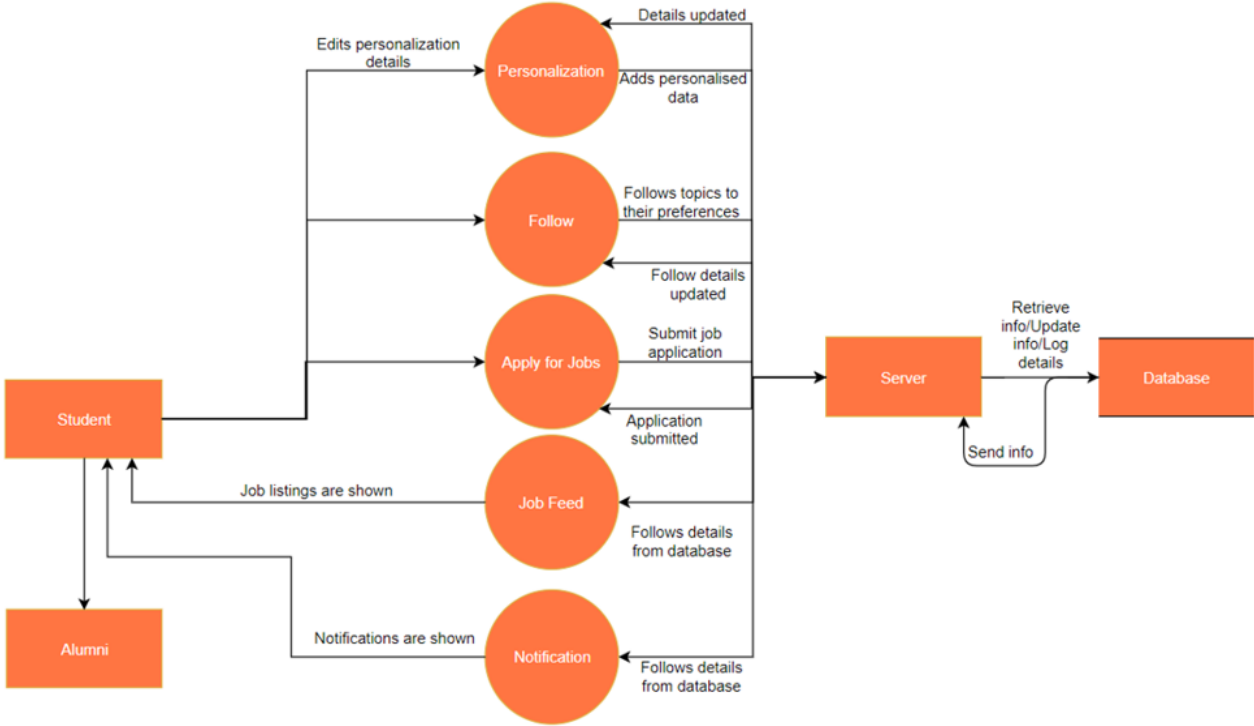 Details updated
Edits personalization
details
Personalization
Adds personalised
data
Follows topics to
their preferences
Follow
Follow details
updated
Submit job
application
Apply for Jobs
Application
submitted
Retrieve
info/Update
info/Log
details
Server
Database
Send info
Student
Job listings are shown
Job Feed
Follows details
from database
Notifications are shown
Notification
Follows details
from database
Alumni